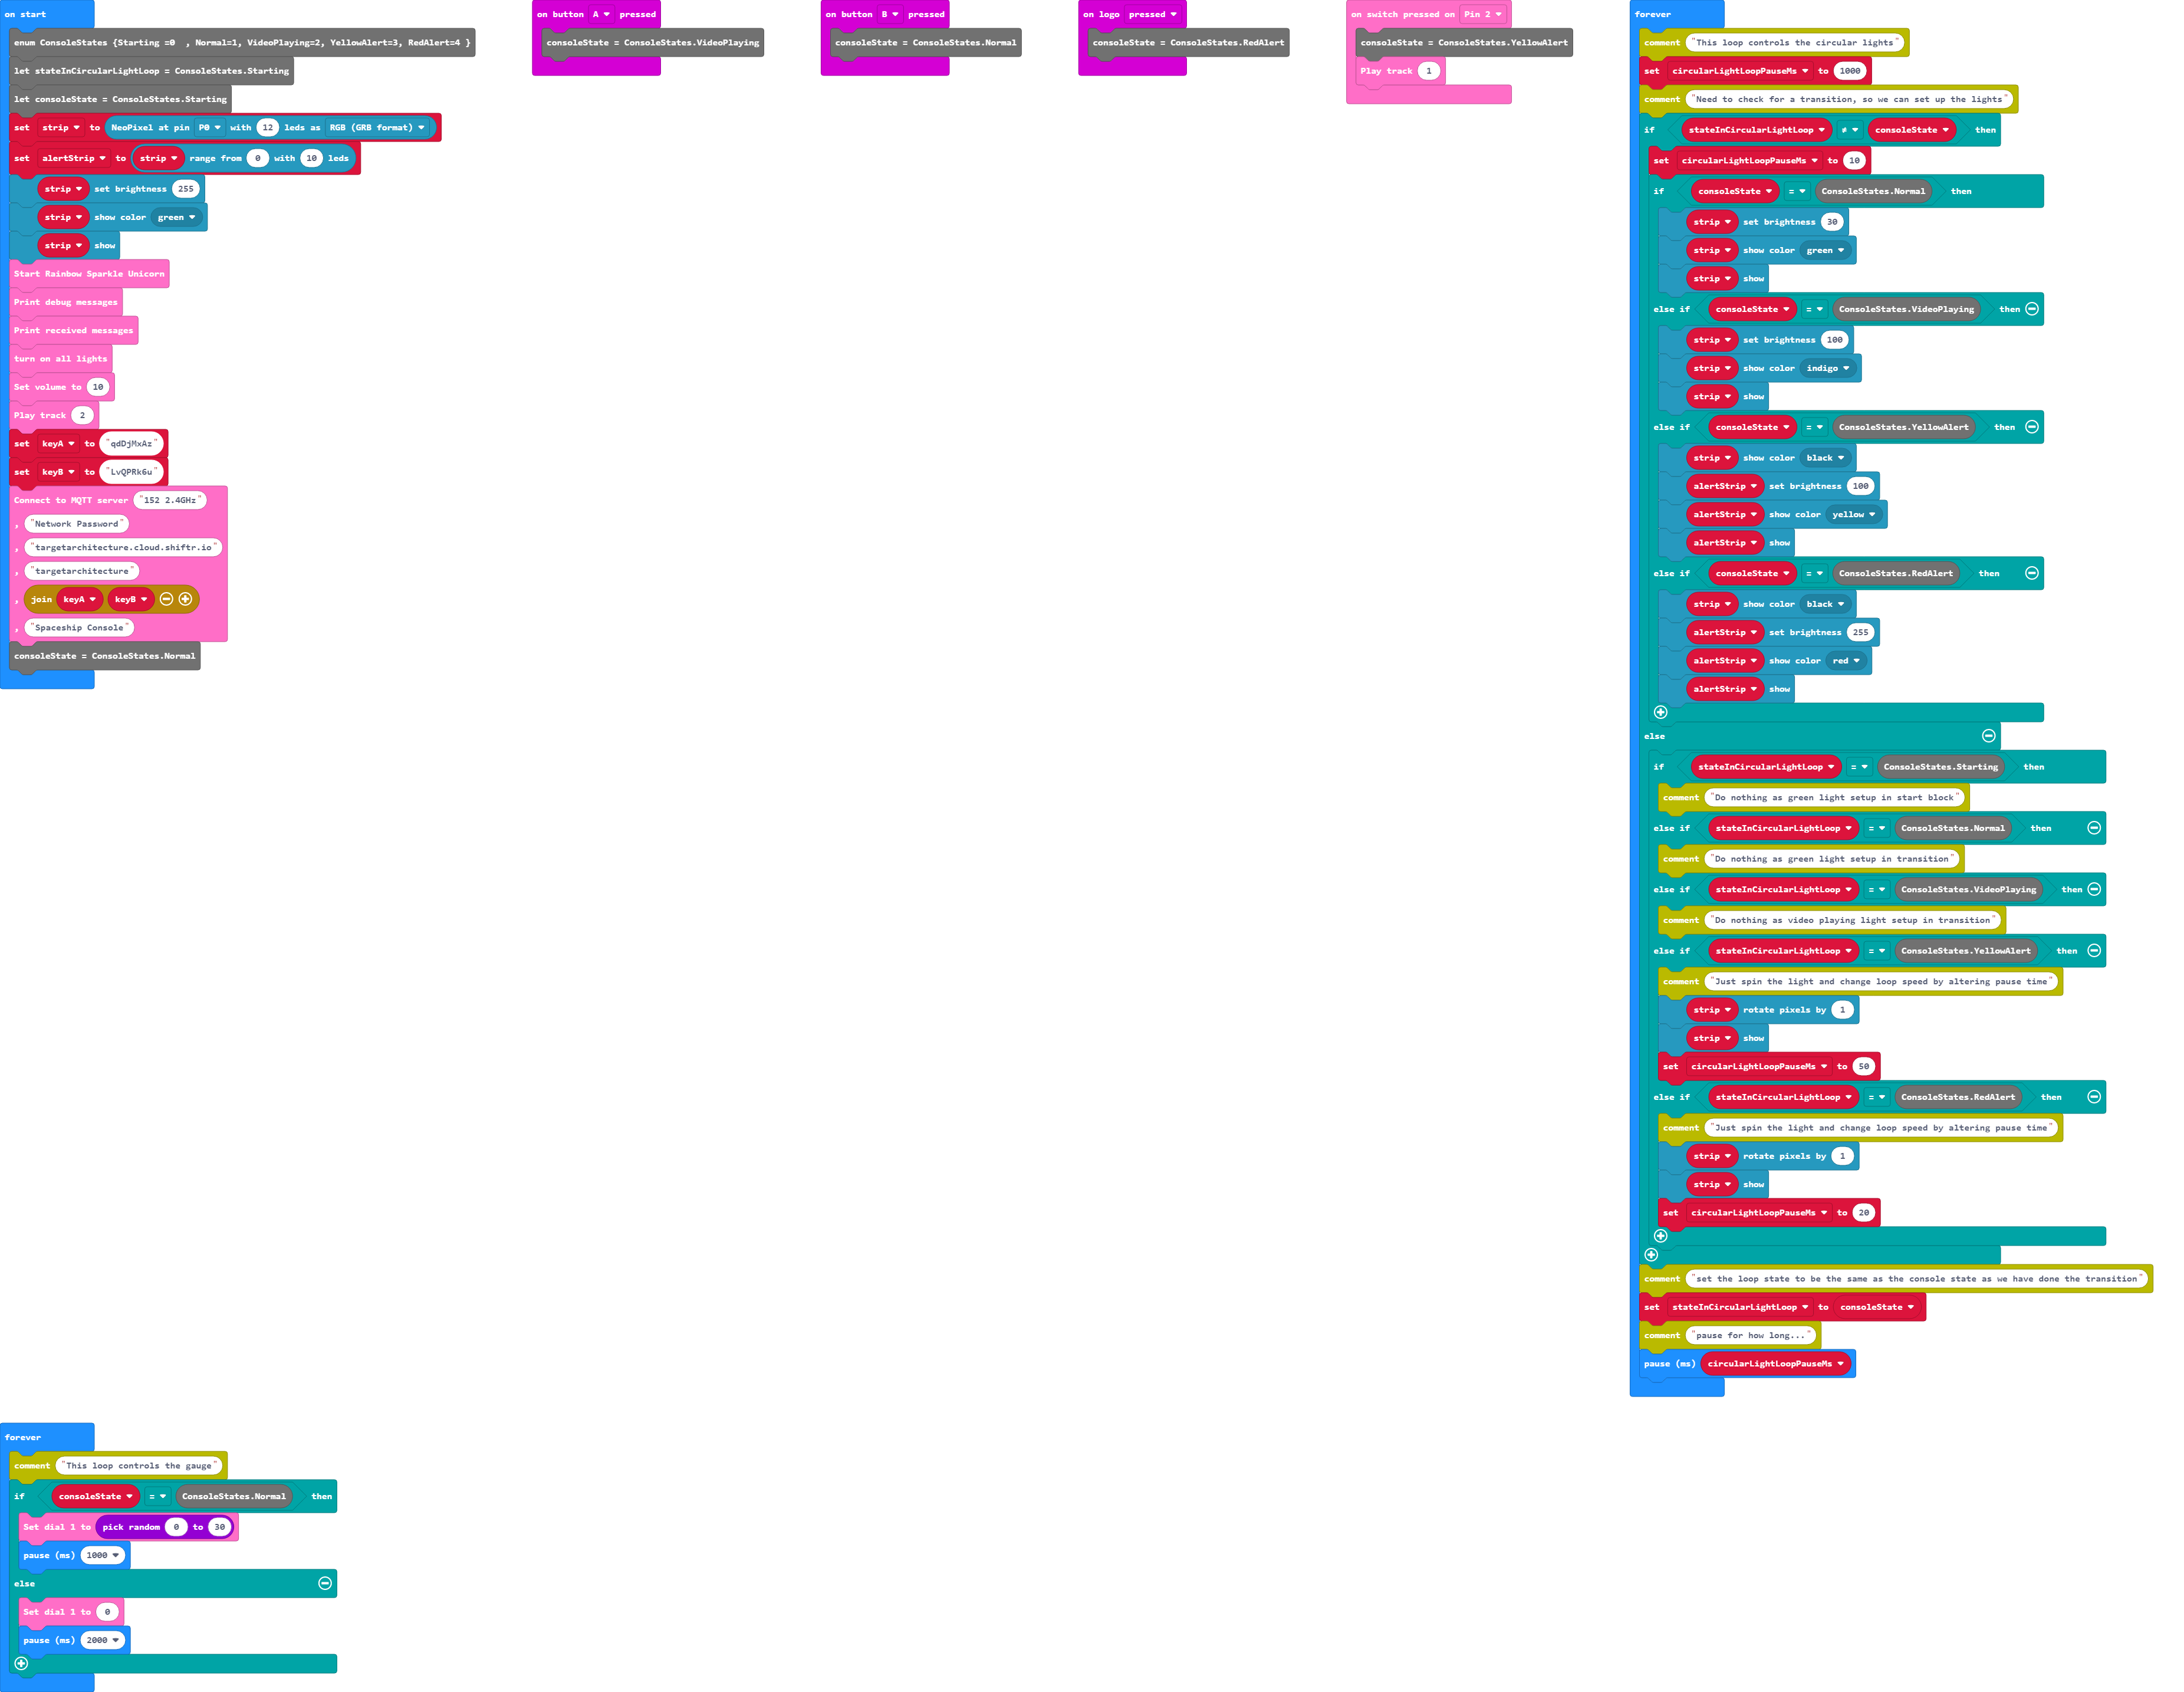 on start
enum ConsoleStates {Starting =0  , Normal=1, VideoPlaying=2, YellowAlert=3, RedAlert=4 }
let stateInCircularLightLoop = ConsoleStates.Starting
let consoleState = ConsoleStates.Starting
set strip to NeoPixel at pin P0 with 12 leds as RGB (GRB format)
set alertStrip to strip range from 0 with 10 leds
strip set brightness 255
strip show color green
strip show
Start Rainbow Sparkle Unicorn
Print debug messages
Print received messages
turn on all lights
Set volume to 10
Play track 2
set keyA to "qdDjMxAz"
set keyB to "LvQPRk6u"
Connect to MQTT server "152 2.4GHz"
, "Network Password"
, "targetarchitecture.cloud.shiftr.io"
, "targetarchitecture"
, join keyA keyB
, "Spaceship Console"
consoleState = ConsoleStates.Normal
on button A pressed
consoleState = ConsoleStates.VideoPlaying
on button B pressed
consoleState = ConsoleStates.Normal
on logo pressed
consoleState = ConsoleStates.RedAlert
on switch pressed on Pin 2
consoleState = ConsoleStates.YellowAlert
Play track 1
forever
comment "This loop controls the circular lights"
set circularLightLoopPauseMs to 1000
comment "Need to check for a transition, so we can set up the lights"
if stateInCircularLightLoop ≠ consoleState then
set circularLightLoopPauseMs to 10
if consoleState = ConsoleStates.Normal then
strip set brightness 30
strip show color green
strip show
else if consoleState = ConsoleStates.VideoPlaying then
strip set brightness 100
strip show color indigo
strip show
else if consoleState = ConsoleStates.YellowAlert then
strip show color black
alertStrip set brightness 100
alertStrip show color yellow
alertStrip show
else if consoleState = ConsoleStates.RedAlert then
strip show color black
alertStrip set brightness 255
alertStrip show color red
alertStrip show
else
if stateInCircularLightLoop = ConsoleStates.Starting then
comment "Do nothing as green light setup in start block"
else if stateInCircularLightLoop = ConsoleStates.Normal then
comment "Do nothing as green light setup in transition"
else if stateInCircularLightLoop = ConsoleStates.VideoPlaying then
comment "Do nothing as video playing light setup in transition"
else if stateInCircularLightLoop = ConsoleStates.YellowAlert then
comment "Just spin the light and change loop speed by altering pause time"
strip rotate pixels by 1
strip show
set circularLightLoopPauseMs to 50
else if stateInCircularLightLoop = ConsoleStates.RedAlert then
comment "Just spin the light and change loop speed by altering pause time"
strip rotate pixels by 1
strip show
set circularLightLoopPauseMs to 20
comment "set the loop state to be the same as the console state as we have done the transition"
set stateInCircularLightLoop to consoleState
comment "pause for how long..."
pause (ms) circularLightLoopPauseMs
forever
comment "This loop controls the gauge"
if consoleState = ConsoleStates.Normal then
Set dial 1 to pick random 0 to 30
pause (ms) 1000
else
Set dial 1 to 0
pause (ms) 2000